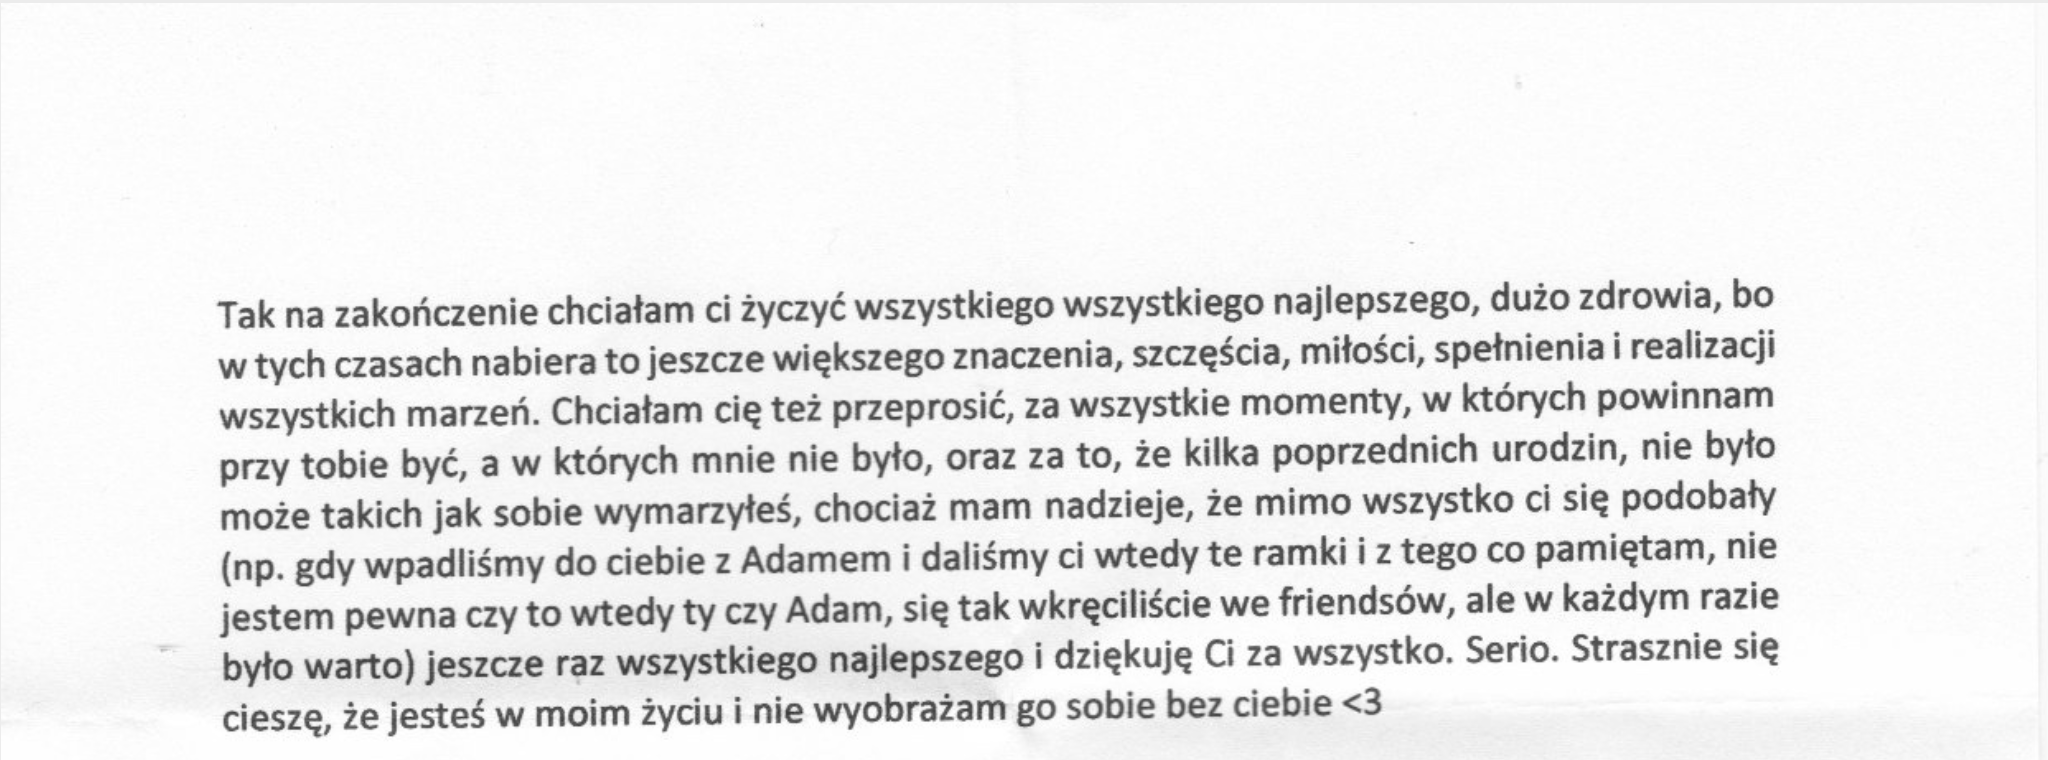 Tak na zakończenie chciałam ci życzyć wszystkiego wszystkiego najlepszego, dużo zdrowia, bo
w tych czasach nabiera to jeszcze większego znaczenia, szczęścia, miłości, spełnienia i realizacji
wszystkich marzeń. Chciałam cię też przeprosić, za wszystkie momenty, w których powinnam
przy tobie być, a w których mnie nie było, oraz za to, że kilka poprzednich urodzin, nie było
może takich jak sobie wymarzyłeś, chociaż mam nadzieje, że mimo wszystko ci się podobały
(np. gdy wpadliśmy do ciebie z Adamem i daliśmy ci wtedy te ramki i z tego co pamiętam, nie
jestem pewna czy to wtedy ty czy Adam, się tak wkręciliście we friendsów, ale w każdym razie
było warto) jeszcze raz wszystkiego najlepszego i dziękuję Ci za wszystko. Serio. Strasznie się
cieszę, że jesteś w moim życiu i nie wyobrażam go sobie bez ciebie <3